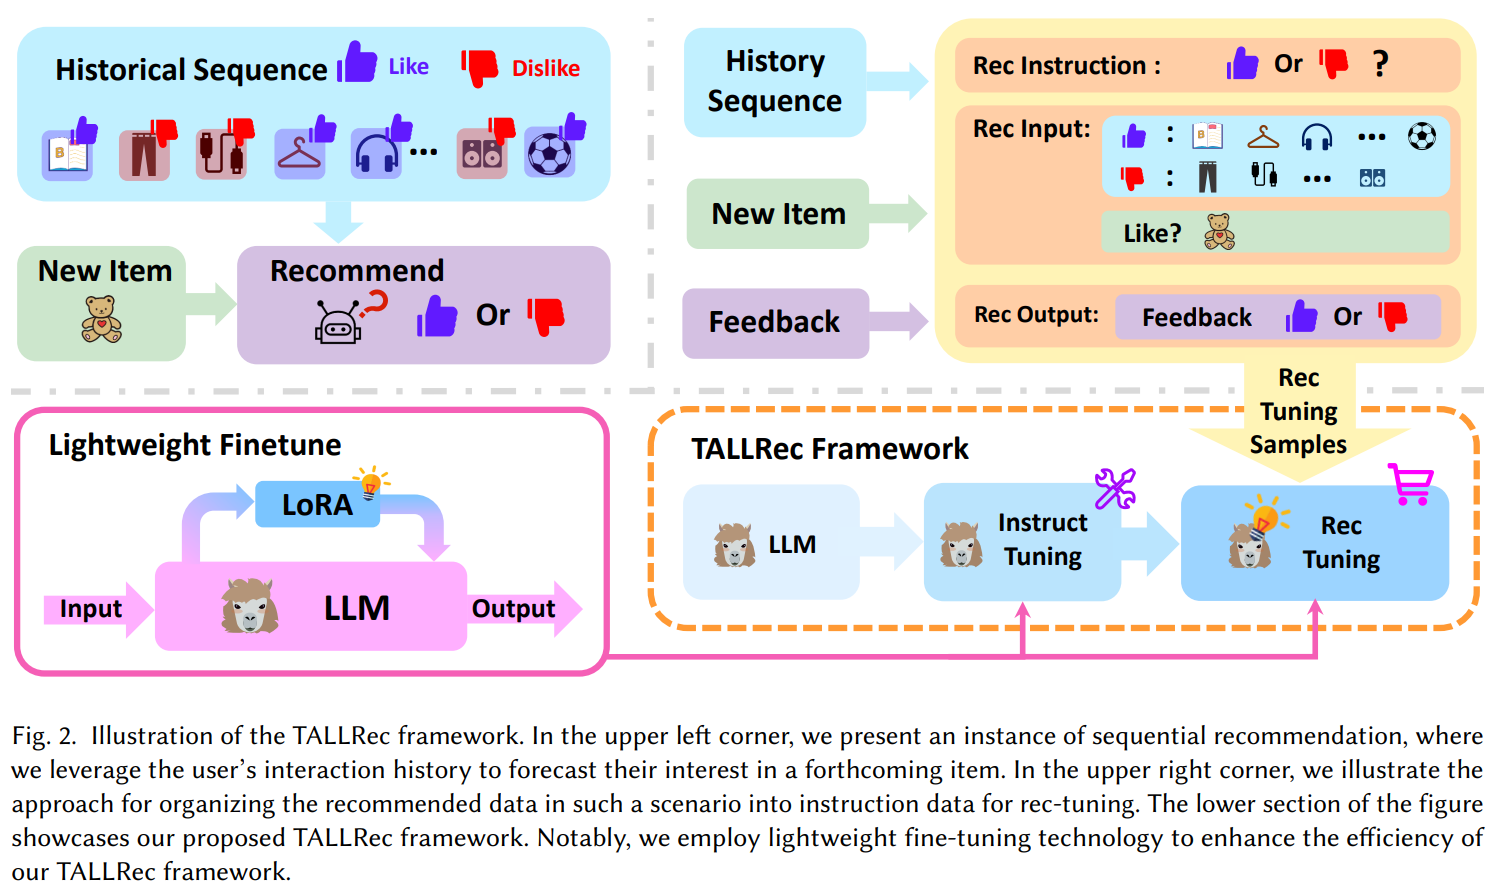 Historical Sequence Like Dislike
B
...
New Item
Recommend
? Or
History
Sequence
New Item
Feedback
Rec Instruction : Or ?
Rec Input: : B ...
: ...
Like?
Rec Output: Feedback Or
Rec
Tuning
Samples
Lightweight Finetune
LoRA
Input LLM Output
TALLRec Framework
LLM
Instruct
Tuning
Rec
Tuning
Fig. 2. Illustration of the TALLRec framework. In the upper left corner, we present an instance of sequential recommendation, where
we leverage the user's interaction history to forecast their interest in a forthcoming item. In the upper right corner, we illustrate the
approach for organizing the recommended data in such a scenario into instruction data for rec-tuning. The lower section of the figure
showcases our proposed TALLRec framework. Notably, we employ lightweight fine-tuning technology to enhance the efficiency of
our TALLRec framework.